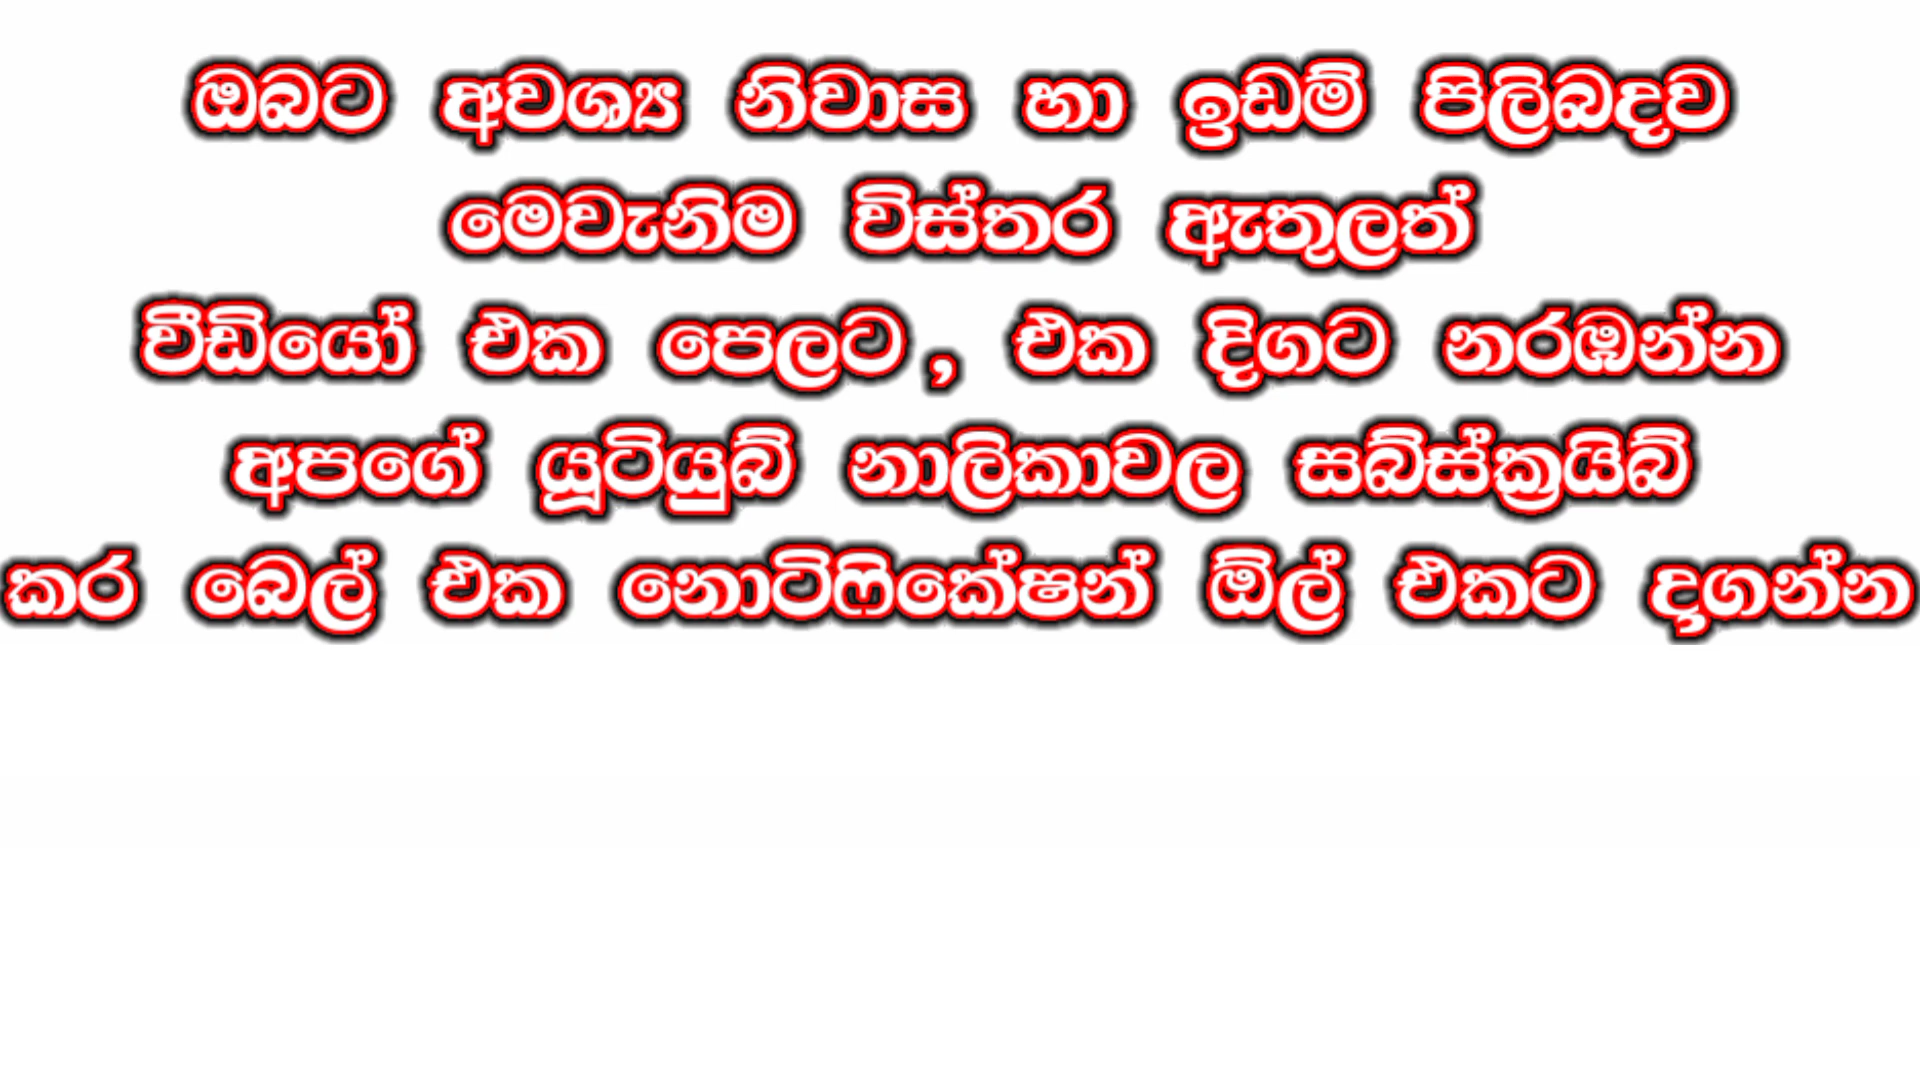 ඔබට අවශ්‍ය නිවාස හා ඉඩම් පිලිබදව
මෙවැනිම විස්තර ඇතුලත්
වීඩියෝ එක පෙලට, එක දිගට නරඹන්න
අපගේ යූටියුබ් නාලිකාවල සබ්ස්ක්‍රයිබ්
කර බෙල් එක නොටිෆිකේෂන් ඕල් එකට දාගන්න